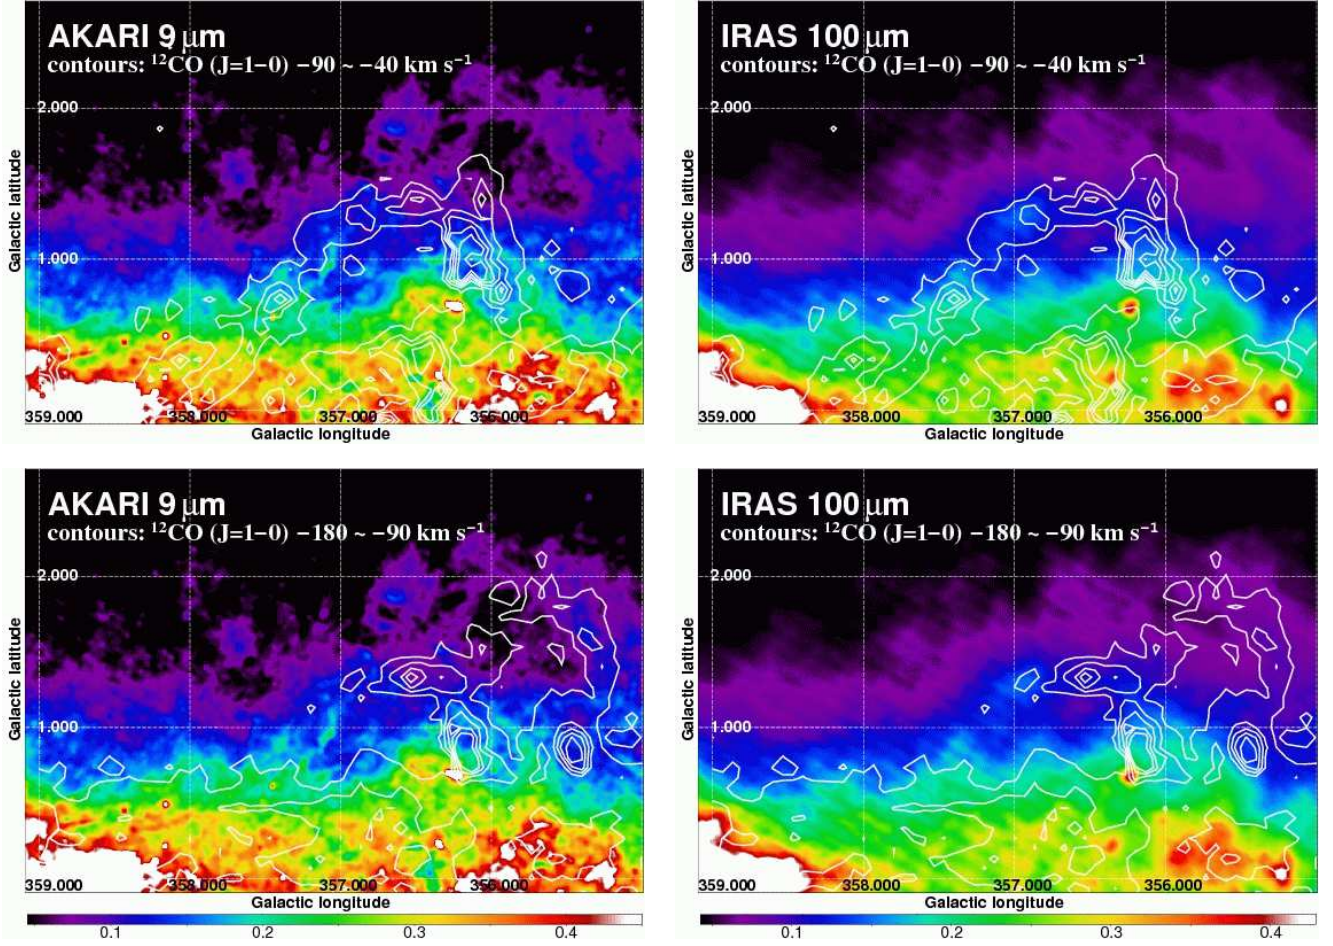 AKARI 9 μm
contours: ¹²CO (J=1−0) −90 ~ −40 km s⁻¹
2.000
1.000
359.000 358.000 357.000 356.000
Galactic longitude
Galactic latitude
IRAS 100 μm
contours: ¹²CO (J=1−0) −90 ~ −40 km s⁻¹
2.000
1.000
359.000 358.000 357.000 356.000
Galactic longitude
Galactic latitude
AKARI 9 μm
contours: ¹²CO (J=1−0) −180 ~ −90 km s⁻¹
2.000
1.000
359.000 358.000 357.000 356.000
Galactic longitude
Galactic latitude
0.1 0.2 0.3 0.4
IRAS 100 μm
contours: ¹²CO (J=1−0) −180 ~ −90 km s⁻¹
2.000
1.000
359.000 358.000 357.000 356.000
Galactic longitude
Galactic latitude
0.1 0.2 0.3 0.4